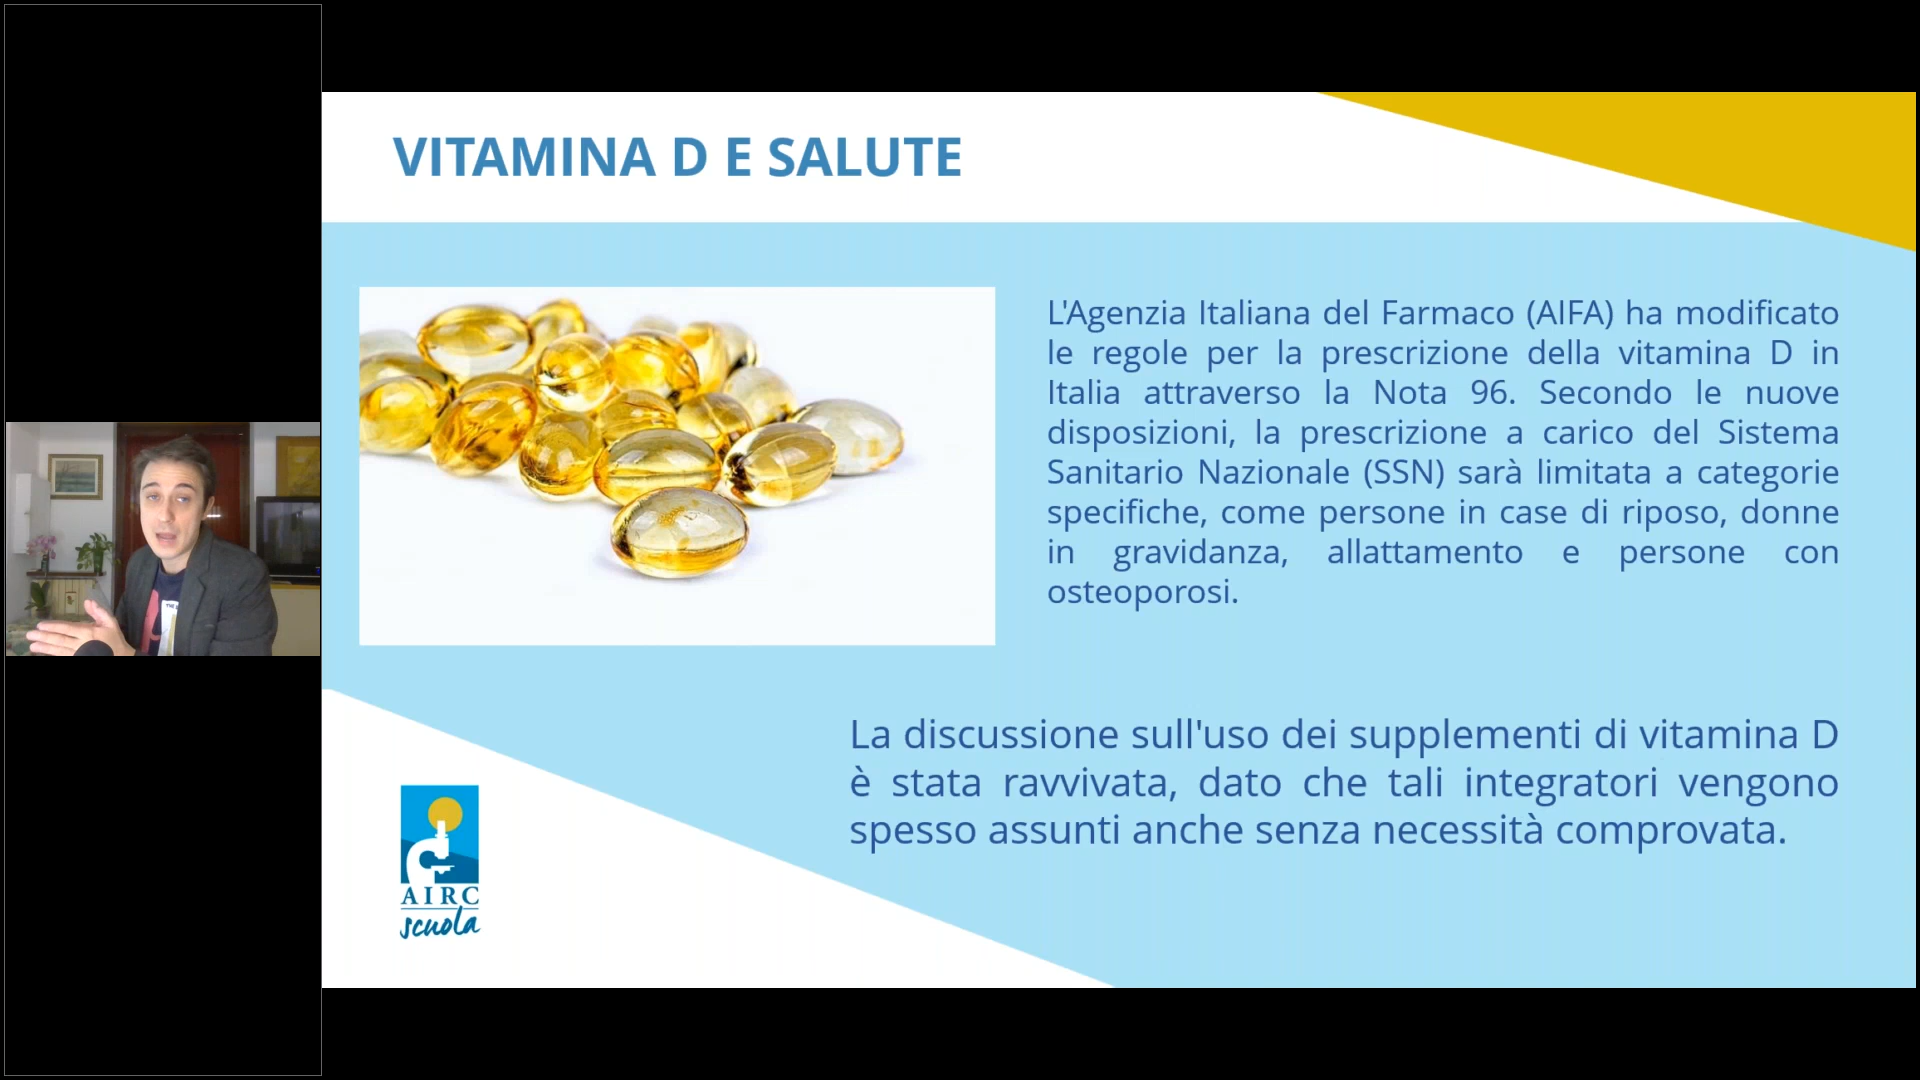 VITAMINA D E SALUTE
L'Agenzia Italiana del Farmaco (AIFA) ha modificato
le regole per la prescrizione della vitamina D in
Italia attraverso la Nota 96. Secondo le nuove
disposizioni, la prescrizione a carico del Sistema
Sanitario Nazionale (SSN) sarà limitata a categorie
specifiche, come persone in case di riposo, donne
in gravidanza, allattamento e persone con
osteoporosi.
La discussione sull'uso dei supplementi di vitamina D
è stata ravvivata, dato che tali integratori vengono
spesso assunti anche senza necessità comprovata.
AIRC
scuola